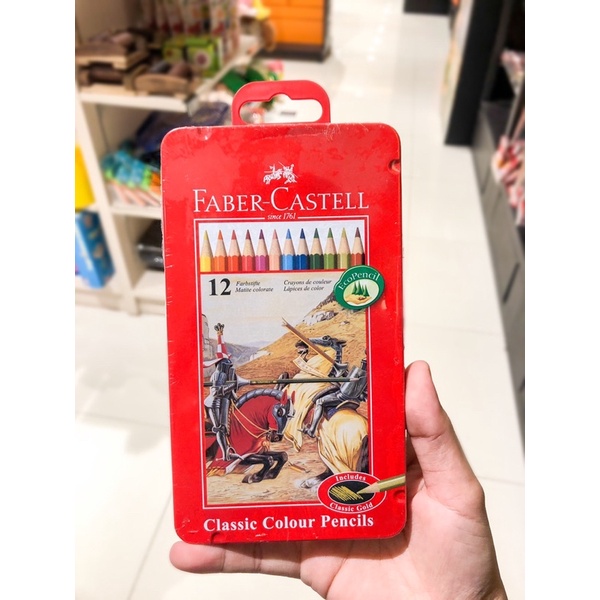 FABER-CASTELL
since 1761
12 Farbstifte Crayons de couleur
Matite colorate Lápices de color
EcoPencil
Includes
Classic Gold
Classic Colour Pencils